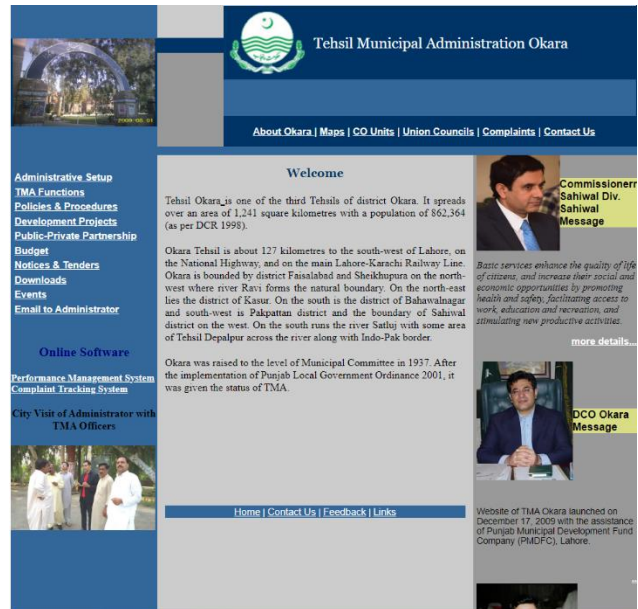 Tehsil Municipal Administration Okara
About Okara | Maps | CO Units | Union Councils | Complaints | Contact Us
Administrative Setup
TMA Functions
Policies & Procedures
Development Projects
Public-Private Partnership
Budget
Notices & Tenders
Downloads
Events
Email to Administrator
Online Software
Performance Management System
Complaint Tracking System
City Visit of Administrator with
TMA Officers
Welcome
Tehsil Okara is one of the third Tehsils of district Okara. It spreads
over an area of 1,241 square kilometres with a population of 862,364
(as per DCR 1998).
Okara Tehsil is about 127 kilometres to the south-west of Lahore, on
the National Highway, and on the main Lahore-Karachi Railway Line.
Okara is bounded by district Faisalabad and Sheikhupura on the north-
west where river Ravi forms the natural boundary. On the north-east
lies the district of Kasur. On the south is the district of Bahawalnagar
and south-west is Pakpattan district and the boundary of Sahiwal
district on the west. On the south runs the river Satluj with some area
of Tehsil Depalpur across the river along with Indo-Pak border.
Okara was raised to the level of Municipal Committee in 1937. After
the implementation of Punjab Local Government Ordinance 2001, it
was given the status of TMA.
Home | Contact Us | Feedback | Links
Commissionerr
Sahiwal Div.
Sahiwal
Message
Basic services enhance the quality of life
of citizens, and increase their social and
economic opportunities by promoting
health and safety, facilitating access to
work, education and recreation, and
stimulating new productive activities.
more details...
DCO Okara
Message
Website of TMA Okara launched on
December 17, 2009 with the assistance
of Punjab Municipal Development Fund
Company (PMDFC), Lahore.